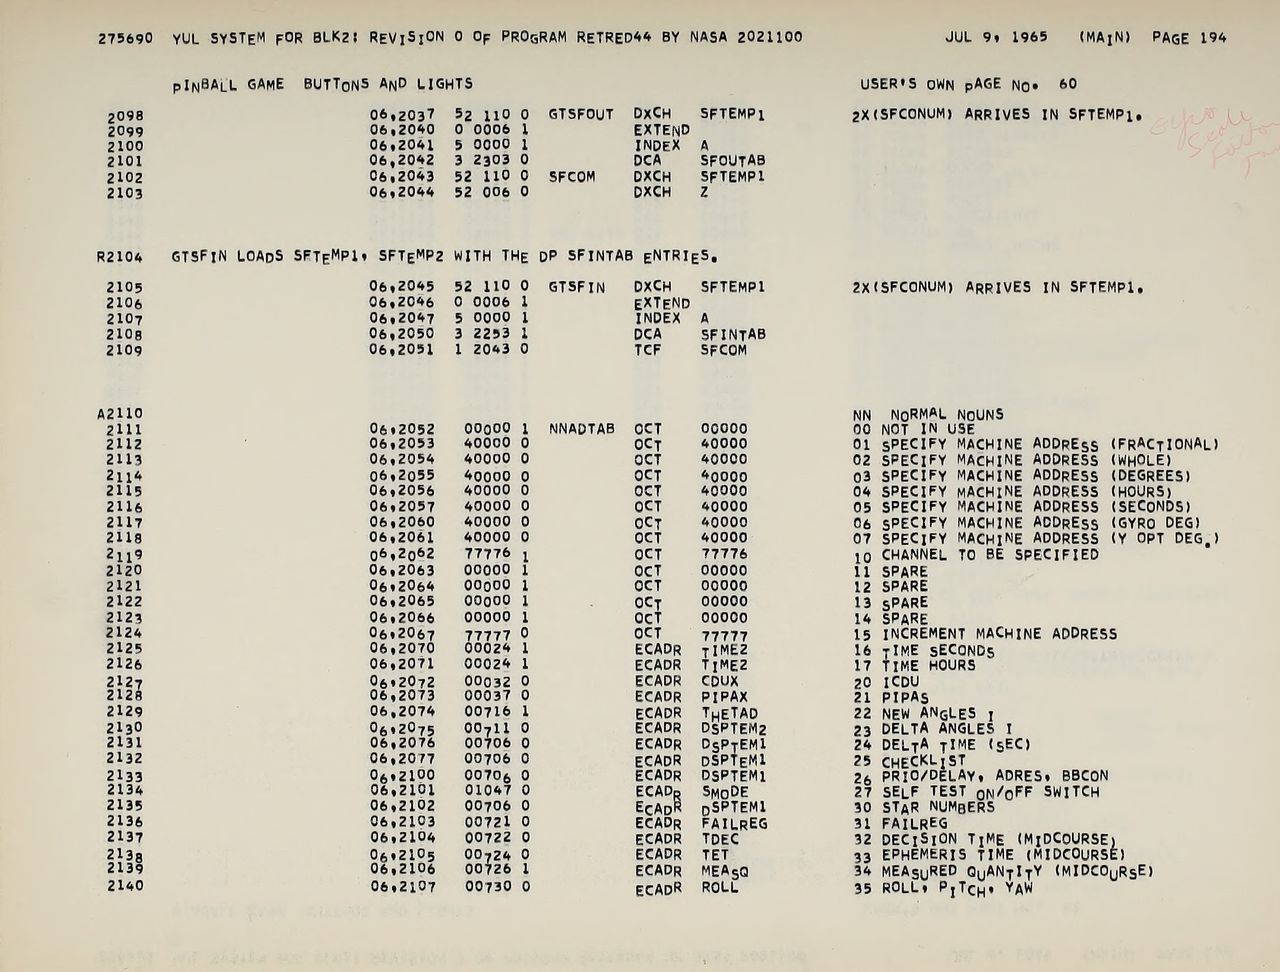 275690 YUL SYSTEM FOR BLK2: REVISION 0 OF PROGRAM RETRED44 BY NASA 2021100 JUL 9, 1965 (MAIN) PAGE 194
PINBALL GAME BUTTONS AND LIGHTS USER'S OWN PAGE NO. 60
2098 06,2037 52 110 0 GTSFOUT DXCH SFTEMP1 2X(SFCONUM) ARRIVES IN SFTEMP1.
2099 06,2040 0 0006 1 EXTEND
2100 06,2041 5 0000 1 INDEX A
2101 06,2042 3 2303 0 DCA SFOUTAB
2102 06,2043 52 110 0 SFCOM DXCH SFTEMP1
2103 06,2044 52 006 0 DXCH Z
Gyro
Scale
Factor
R2104 GTSFIN LOADS SFTEMP1, SFTEMP2 WITH THE DP SFINTAB ENTRIES.
2105 06,2045 52 110 0 GTSFIN DXCH SFTEMP1 2X(SFCONUM) ARRIVES IN SFTEMP1.
2106 06,2046 0 0006 1 EXTEND
2107 06,2047 5 0000 1 INDEX A
2108 06,2050 3 2253 1 DCA SFINTAB
2109 06,2051 1 2043 0 TCF SFCOM
A2110 NN NORMAL NOUNS
2111 06,2052 00000 1 NNADTAB OCT 00000 00 NOT IN USE
2112 06,2053 40000 0 OCT 40000 01 SPECIFY MACHINE ADDRESS (FRACTIONAL)
2113 06,2054 40000 0 OCT 40000 02 SPECIFY MACHINE ADDRESS (WHOLE)
2114 06,2055 40000 0 OCT 40000 03 SPECIFY MACHINE ADDRESS (DEGREES)
2115 06,2056 40000 0 OCT 40000 04 SPECIFY MACHINE ADDRESS (HOURS)
2116 06,2057 40000 0 OCT 40000 05 SPECIFY MACHINE ADDRESS (SECONDS)
2117 06,2060 40000 0 OCT 40000 06 SPECIFY MACHINE ADDRESS (GYRO DEG)
2118 06,2061 40000 0 OCT 40000 07 SPECIFY MACHINE ADDRESS (Y OPT DEG.)
2119 06,2062 77776 1 OCT 77776 10 CHANNEL TO BE SPECIFIED
2120 06,2063 00000 1 OCT 00000 11 SPARE
2121 06,2064 00000 1 OCT 00000 12 SPARE
2122 06,2065 00000 1 OCT 00000 13 SPARE
2123 06,2066 00000 1 OCT 00000 14 SPARE
2124 06,2067 77777 0 OCT 77777 15 INCREMENT MACHINE ADDRESS
2125 06,2070 00024 1 ECADR TIME2 16 TIME SECONDS
2126 06,2071 00024 1 ECADR TIME2 17 TIME HOURS
2127 06,2072 00032 0 ECADR CDUX 20 ICDU
2128 06,2073 00037 0 ECADR PIPAX 21 PIPAS
2129 06,2074 00716 1 ECADR THETAD 22 NEW ANGLES I
2130 06,2075 00711 0 ECADR DSPTEM2 23 DELTA ANGLES I
2131 06,2076 00706 0 ECADR DSPTEM1 24 DELTA TIME (SEC)
2132 06,2077 00706 0 ECADR DSPTEM1 25 CHECKLIST
2133 06,2100 00706 0 ECADR DSPTEM1 26 PRIO/DELAY, ADRES, BBCON
2134 06,2101 01047 0 ECADR SMODE 27 SELF TEST ON/OFF SWITCH
2135 06,2102 00706 0 ECADR DSPTEM1 30 STAR NUMBERS
2136 06,2103 00721 0 ECADR FAILREG 31 FAILREG
2137 06,2104 00722 0 ECADR TDEC 32 DECISION TIME (MIDCOURSE)
2138 06,2105 00724 0 ECADR TET 33 EPHEMERIS TIME (MIDCOURSE)
2139 06,2106 00726 1 ECADR MEASQ 34 MEASURED QUANTITY (MIDCOURSE)
2140 06,2107 00730 0 ECADR ROLL 35 ROLL, PITCH, YAW